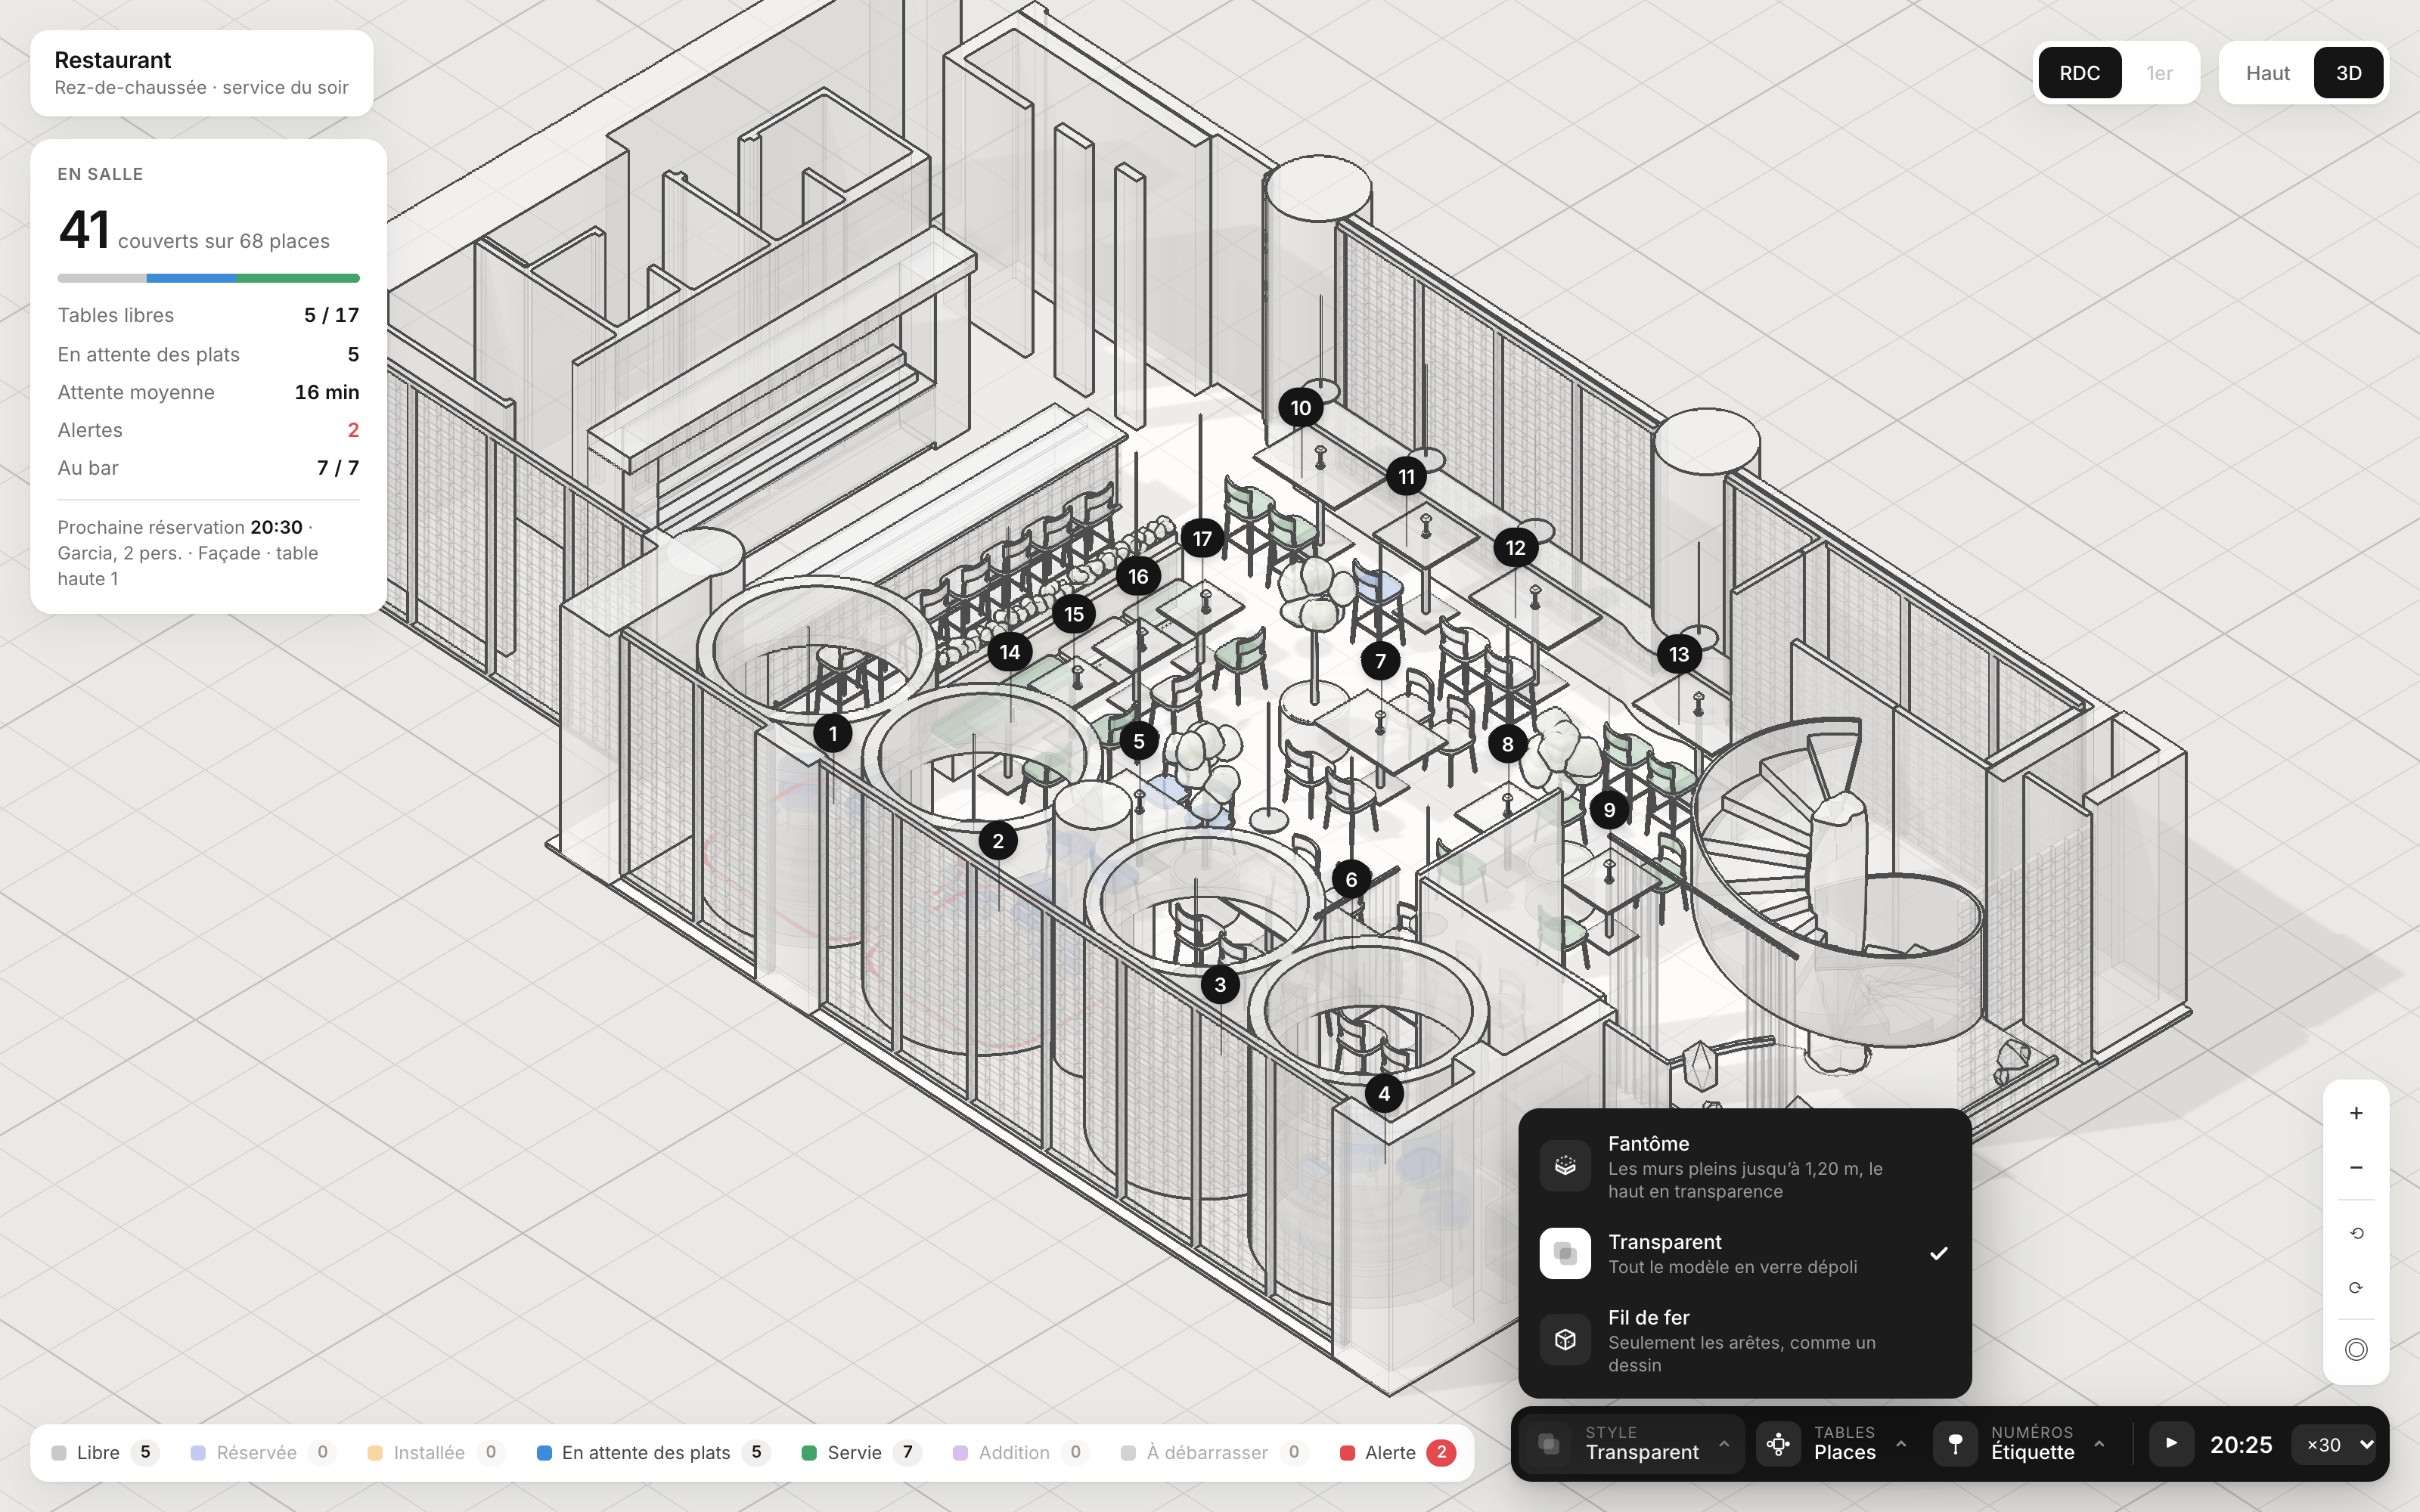 Restaurant
Rez-de-chaussée · service du soir
RDC
1er
Haut
3D
EN SALLE
41 couverts sur 68 places
Tables libres 5 / 17
En attente des plats 5
Attente moyenne 16 min
Alertes 2
Au bar 7 / 7
Prochaine réservation 20:30 ·
Garcia, 2 pers. · Façade · table
haute 1
10
11
12
17
16
15
14
13
7
1
5
8
9
2
6
3
4
Fantôme
Les murs pleins jusqu’à 1,20 m, le
haut en transparence
Transparent
Tout le modèle en verre dépoli
Fil de fer
Seulement les arêtes, comme un
dessin
+
−
Libre 5
Réservée 0
Installée 0
En attente des plats 5
Servie 7
Addition 0
À débarrasser 0
Alerte 2
STYLE
Transparent
TABLES
Places
NUMÉROS
Étiquette
20:25
×30